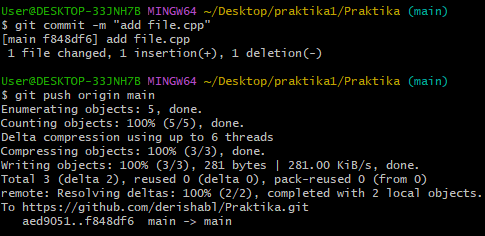 User@DESKTOP-33JNH7B MINGW64 ~/Desktop/praktika1/Praktika (main)
$ git commit -m "add file.cpp"
[main f848df6] add file.cpp
 1 file changed, 1 insertion(+), 1 deletion(-)

User@DESKTOP-33JNH7B MINGW64 ~/Desktop/praktika1/Praktika (main)
$ git push origin main
Enumerating objects: 5, done.
Counting objects: 100% (5/5), done.
Delta compression using up to 6 threads
Compressing objects: 100% (3/3), done.
Writing objects: 100% (3/3), 281 bytes | 281.00 KiB/s, done.
Total 3 (delta 2), reused 0 (delta 0), pack-reused 0 (from 0)
remote: Resolving deltas: 100% (2/2), completed with 2 local objects.
To https://github.com/derishabl/Praktika.git
   aed9051..f848df6  main -> main